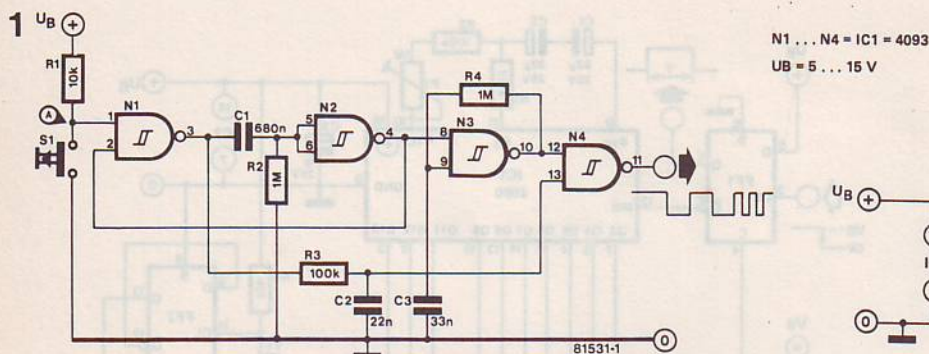 1
UB +
R1
10k
A
S1
N1
1
2
3
C1
680n
R2
1M
5
6
N2
4
R4
1M
8
9
N3
10
12
13
N4
11
R3
100k
C2
22n
C3
33n
81531-1
0
N1 ... N4 = IC1 = 4093
UB = 5 ... 15 V
UB +
0